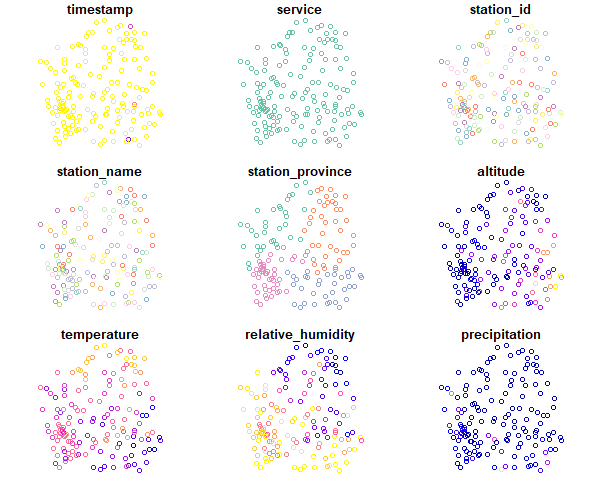 timestamp
service
station_id
station_name
station_province
altitude
temperature
relative_humidity
precipitation